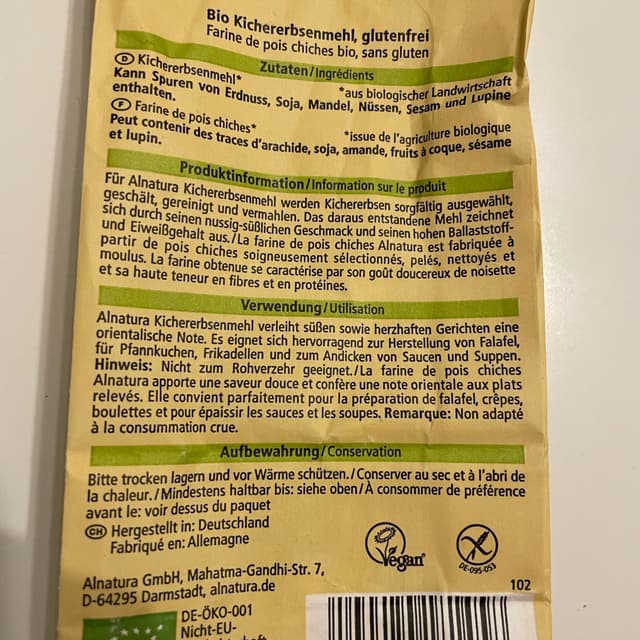 Bio Kichererbsenmehl, glutenfrei
Farine de pois chiches bio, sans gluten
Zutaten/Ingrédients
D Kichererbsenmehl*
*aus biologischer Landwirtschaft
Kann Spuren von Erdnuss, Soja, Mandel, Nüssen, Sesam und Lupine
enthalten.
F Farine de pois chiches*
*issue de l'agriculture biologique
Peut contenir des traces d'arachide, soja, amande, fruits à coque, sésame
et lupin.
Produktinformation/Information sur le produit
Für Alnatura Kichererbsenmehl werden Kichererbsen sorgfältig ausgewählt,
geschält, gereinigt und vermahlen. Das daraus entstandene Mehl zeichnet
sich durch seinen nussig-süßlichen Geschmack und seinen hohen Ballaststoff-
und Eiweißgehalt aus./La farine de pois chiches Alnatura est fabriquée à
partir de pois chiches soigneusement sélectionnés, pelés, nettoyés et
moulus. La farine obtenue se caractérise par son goût doucereux de noisette
et sa haute teneur en fibres et en protéines.
Verwendung/Utilisation
Alnatura Kichererbsenmehl verleiht süßen sowie herzhaften Gerichten eine
orientalische Note. Es eignet sich hervorragend zur Herstellung von Falafel,
für Pfannkuchen, Frikadellen und zum Andicken von Saucen und Suppen.
Hinweis: Nicht zum Rohverzehr geeignet./La farine de pois chiches
Alnatura apporte une saveur douce et confère une note orientale aux plats
relevés. Elle convient parfaitement pour la préparation de falafel, crêpes,
boulettes et pour épaissir les sauces et les soupes. Remarque: Non adapté
à la consummation crue.
Aufbewahrung/Conservation
Bitte trocken lagern und vor Wärme schützen./Conserver au sec et à l'abri de
la chaleur./Mindestens haltbar bis: siehe oben/À consommer de préférence
avant le: voir dessus du paquet
CH Hergestellt in: Deutschland
Fabriqué en: Allemagne
Vegan
DE-095-053
Alnatura GmbH, Mahatma-Gandhi-Str. 7,
D-64295 Darmstadt, alnatura.de
102
DE-ÖKO-001
Nicht-EU-